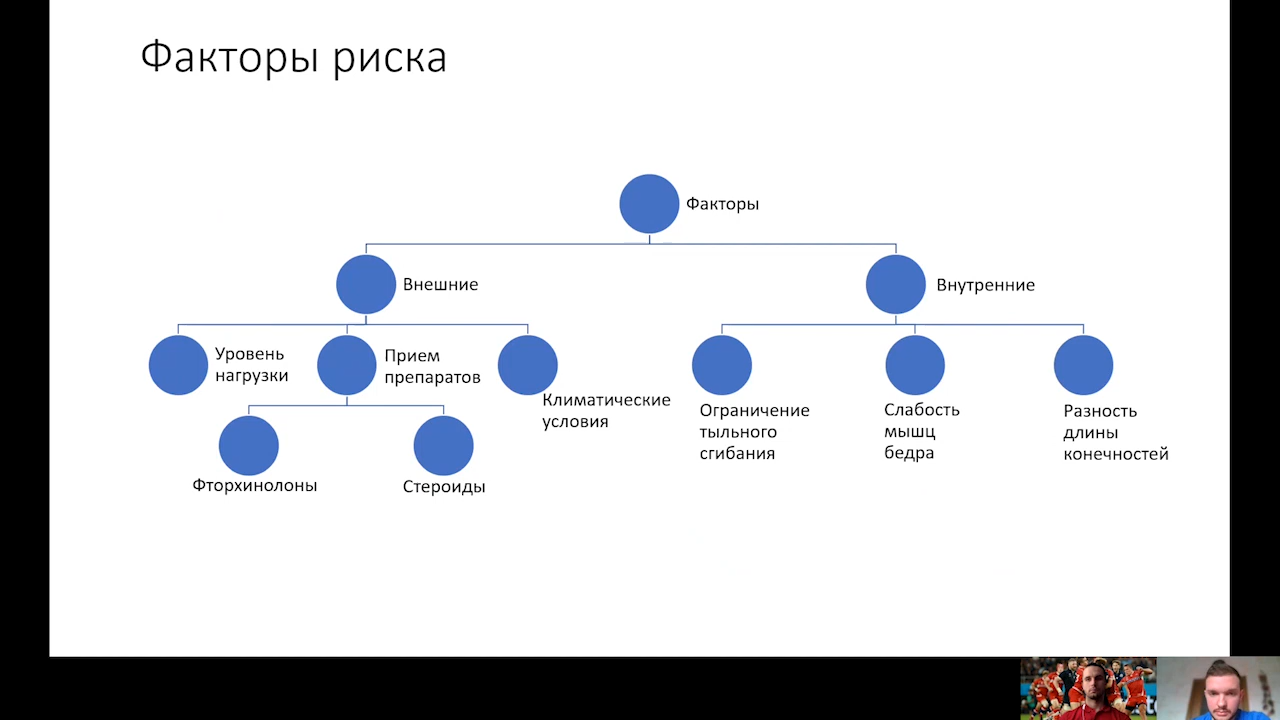 Факторы риска
Факторы
Внешние
Внутренние
Уровень
нагрузки
Прием
препаратов
Климатические
условия
Ограничение
тыльного
сгибания
Слабость
мышц
бедра
Разность
длины
конечностей
Фторхинолоны
Стероиды